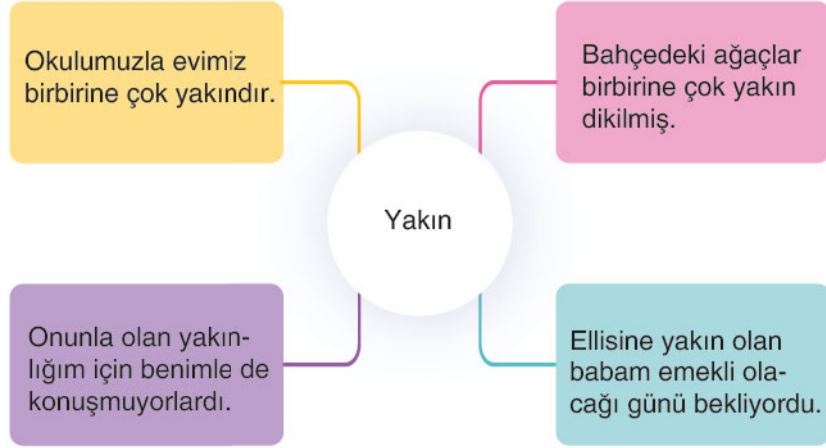 Okulumuzla evimiz
birbirine çok yakındır.
Bahçedeki ağaçlar
birbirine çok yakın
dikilmiş.
Yakın
Onunla olan yakın-
lığım için benimle de
konuşmuyorlardı.
Ellisine yakın olan
babam emekli ola-
cağı günü bekliyordu.